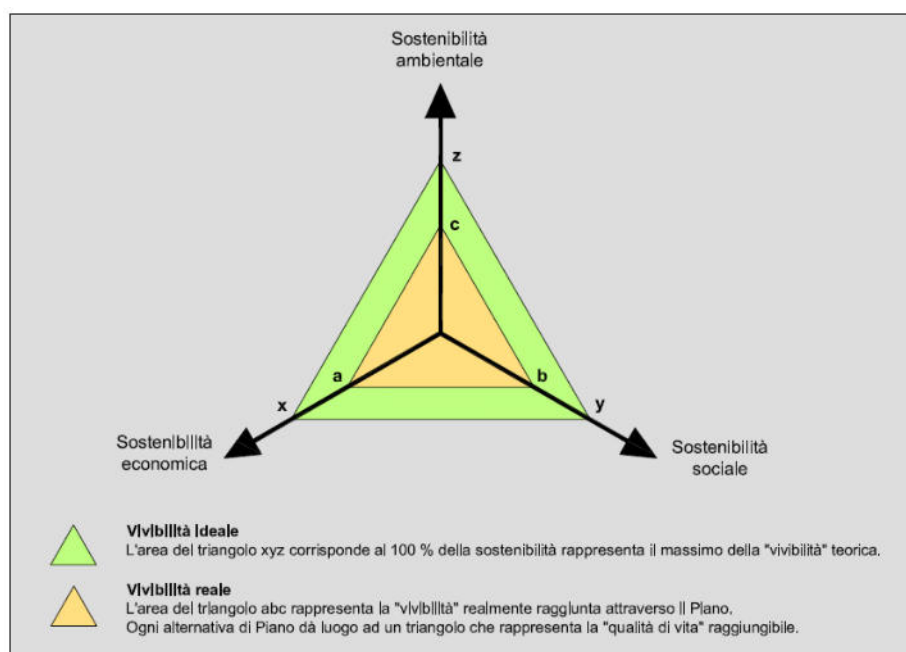 Sostenibilità
ambientale
z
c
a
b
x
y
Sostenibilità
economica
Sostenibilità
sociale
Vivibilità ideale
L'area del triangolo xyz corrisponde al 100 % della sostenibilità rappresenta il massimo della "vivibilità" teorica.
Vivibilità reale
L'area del triangolo abc rappresenta la "vivibilità" realmente raggiunta attraverso il Piano.
Ogni alternativa di Piano dà luogo ad un triangolo che rappresenta la "qualità di vita" raggiungibile.